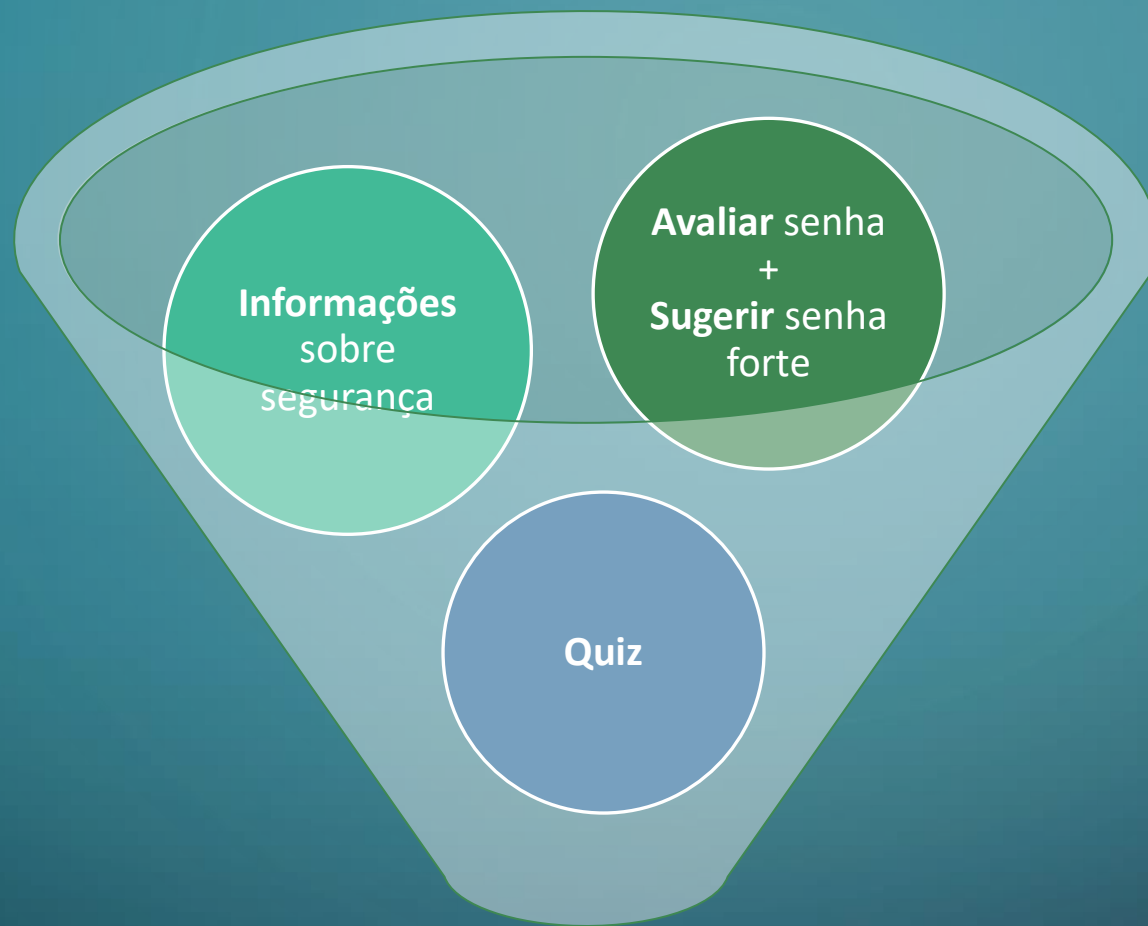 Informações
sobre
segurança
Avaliar senha
+
Sugerir senha
forte
Quiz